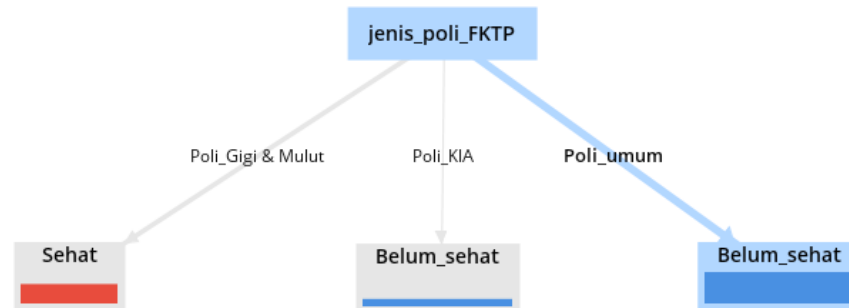 jenis_poli_FKTP
Poli_Gigi & Mulut
Poli_KIA
Poli_umum
Sehat
Belum_sehat
Belum_sehat